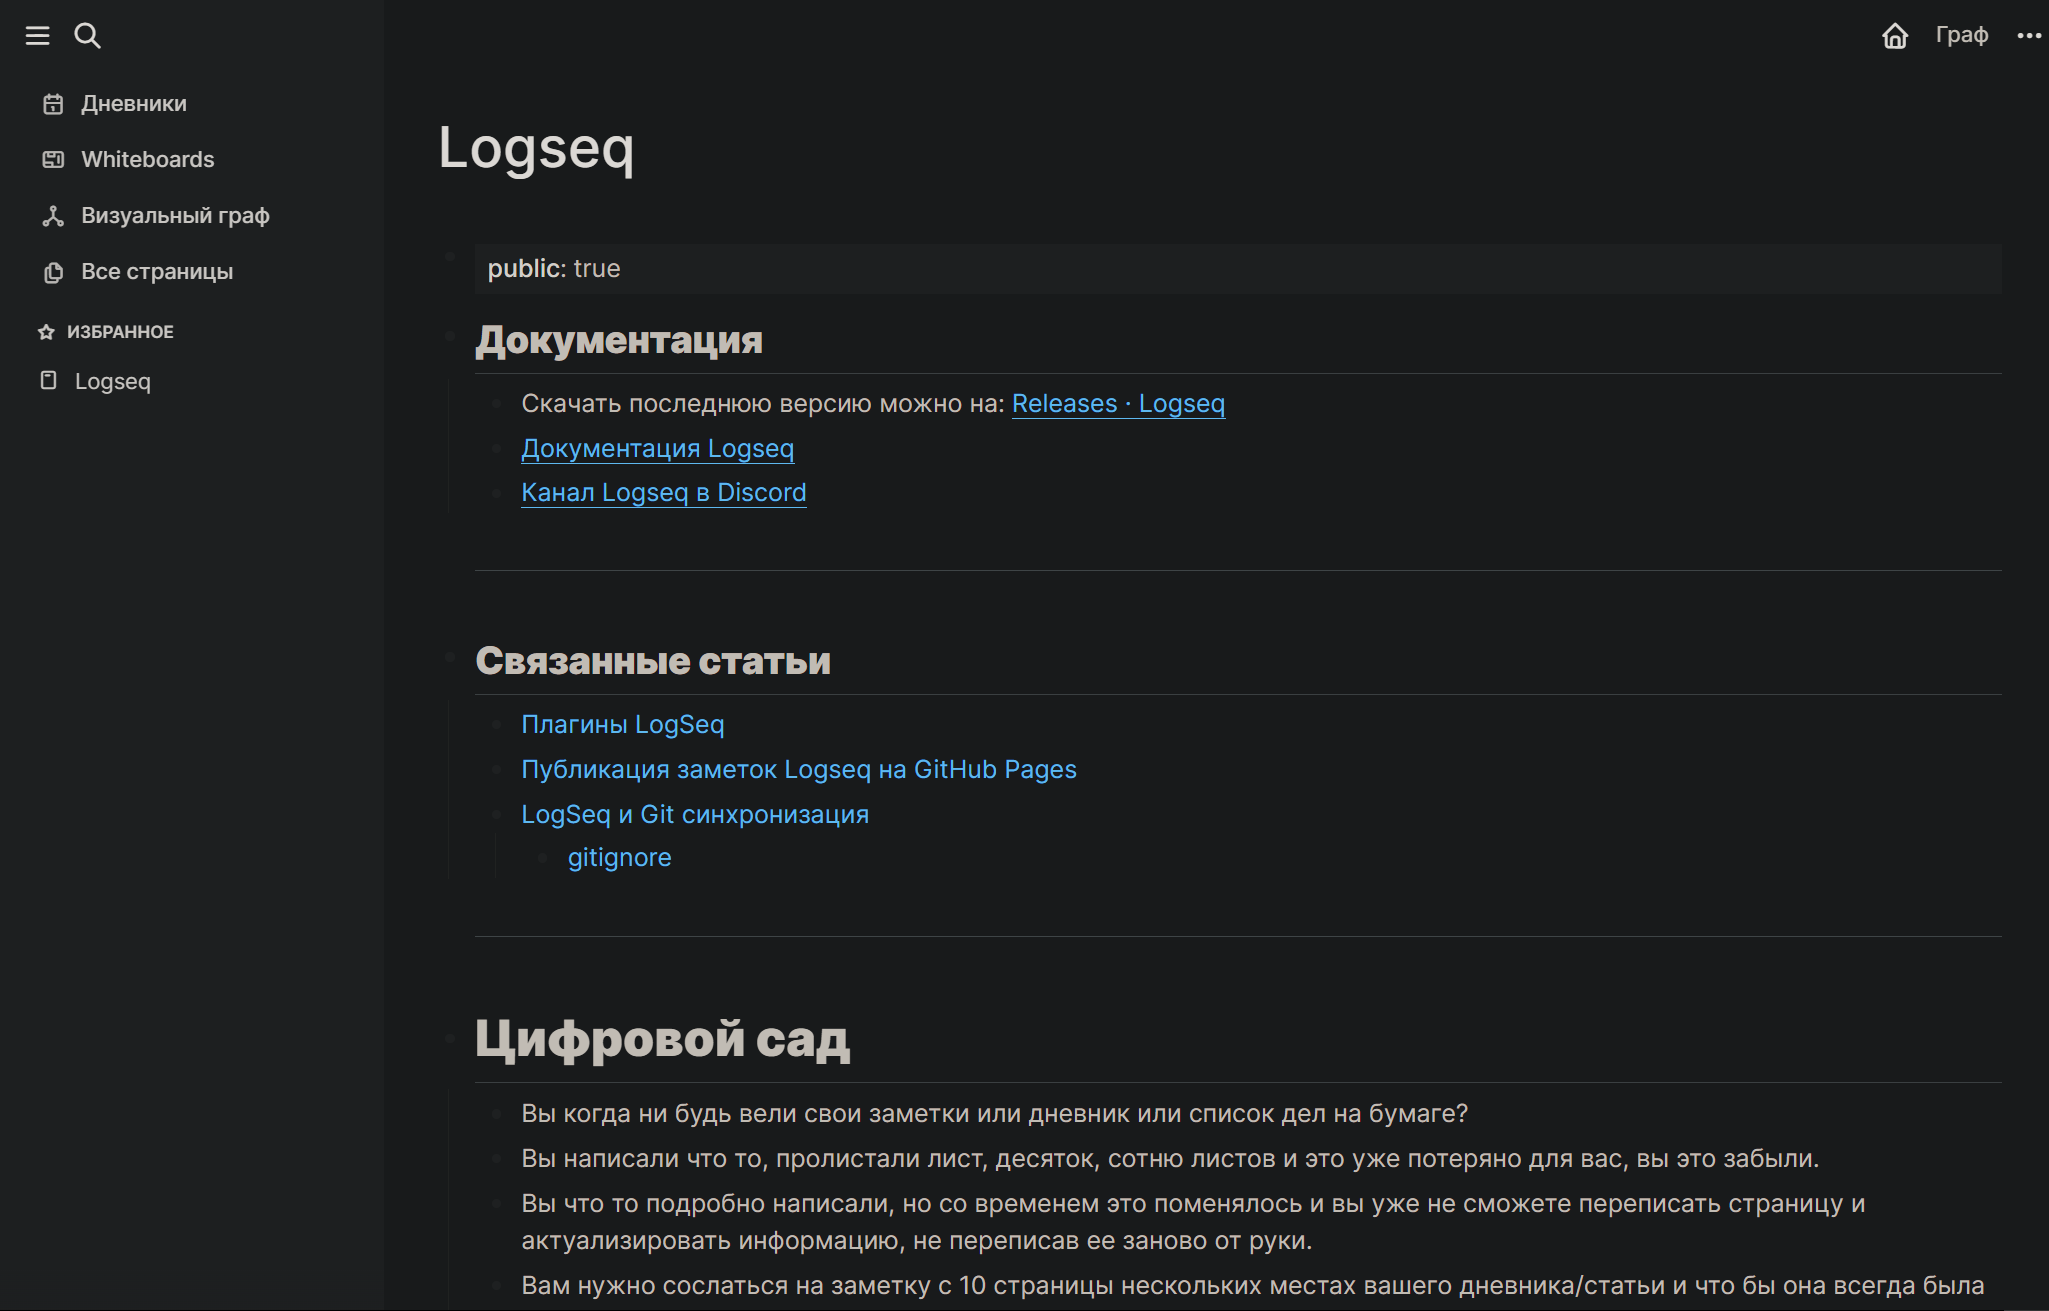 Граф
Дневники
Whiteboards
Визуальный граф
Все страницы
ИЗБРАННОЕ
Logseq
Logseq
public: true
Документация
Скачать последнюю версию можно на: Releases · Logseq
Документация Logseq
Канал Logseq в Discord
Связанные статьи
Плагины LogSeq
Публикация заметок Logseq на GitHub Pages
LogSeq и Git синхронизация
gitignore
Цифровой сад
Вы когда ни будь вели свои заметки или дневник или список дел на бумаге?
Вы написали что то, пролистали лист, десяток, сотню листов и это уже потеряно для вас, вы это забыли.
Вы что то подробно написали, но со временем это поменялось и вы уже не сможете переписать страницу и
актуализировать информацию, не переписав ее заново от руки.
Вам нужно сослаться на заметку с 10 страницы нескольких местах вашего дневника/статьи и что бы она всегда была